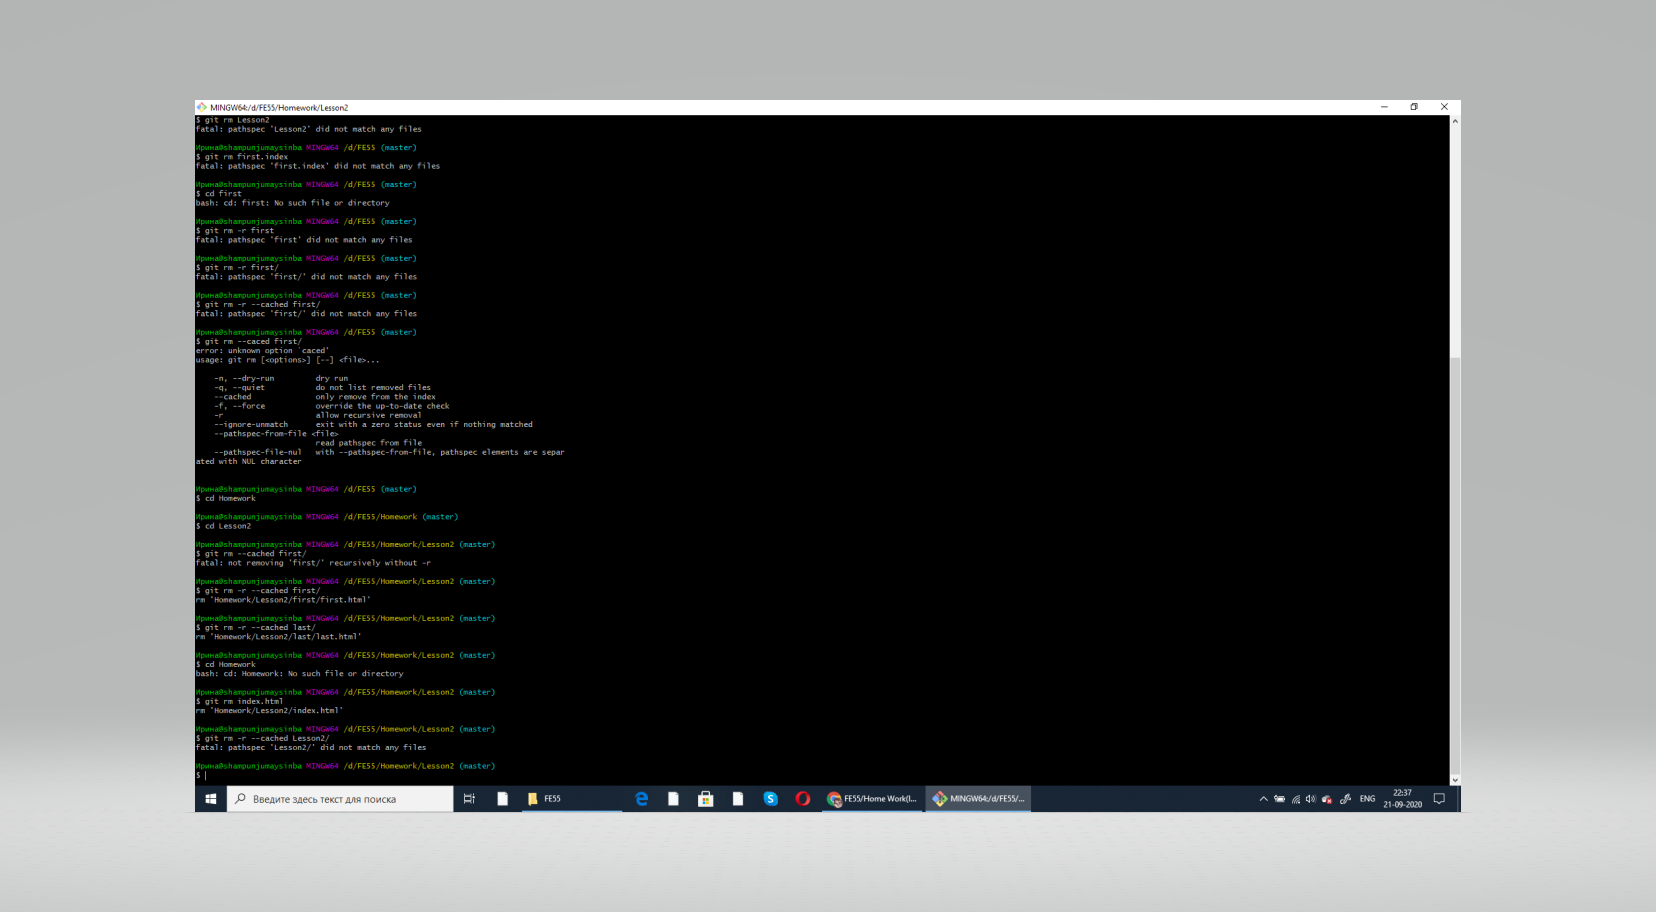 MINGW64:/d/FE55/Homework/Lesson2
$ git rm Lesson2
fatal: pathspec 'Lesson2' did not match any files
Ирина@shampunjumaysinba MINGW64 /d/FE55 (master)
$ git rm first.index
fatal: pathspec 'first.index' did not match any files
Ирина@shampunjumaysinba MINGW64 /d/FE55 (master)
$ cd first
bash: cd: first: No such file or directory
Ирина@shampunjumaysinba MINGW64 /d/FE55 (master)
$ git rm -r first
fatal: pathspec 'first' did not match any files
Ирина@shampunjumaysinba MINGW64 /d/FE55 (master)
$ git rm -r first/
fatal: pathspec 'first/' did not match any files
Ирина@shampunjumaysinba MINGW64 /d/FE55 (master)
$ git rm -r --cached first/
fatal: pathspec 'first/' did not match any files
Ирина@shampunjumaysinba MINGW64 /d/FE55 (master)
$ git rm --caced first/
error: unknown option `caced'
usage: git rm [<options>] [--] <file>...
-n, --dry-run dry run
-q, --quiet do not list removed files
--cached only remove from the index
-f, --force override the up-to-date check
-r allow recursive removal
--ignore-unmatch exit with a zero status even if nothing matched
--pathspec-from-file <file>
read pathspec from file
--pathspec-file-nul with --pathspec-from-file, pathspec elements are separ
ated with NUL character
Ирина@shampunjumaysinba MINGW64 /d/FE55 (master)
$ cd Homework
Ирина@shampunjumaysinba MINGW64 /d/FE55/Homework (master)
$ cd Lesson2
Ирина@shampunjumaysinba MINGW64 /d/FE55/Homework/Lesson2 (master)
$ git rm --cached first/
fatal: not removing 'first/' recursively without -r
Ирина@shampunjumaysinba MINGW64 /d/FE55/Homework/Lesson2 (master)
$ git rm -r --cached first/
rm 'Homework/Lesson2/first/first.html'
Ирина@shampunjumaysinba MINGW64 /d/FE55/Homework/Lesson2 (master)
$ git rm -r --cached last/
rm 'Homework/Lesson2/last/last.html'
Ирина@shampunjumaysinba MINGW64 /d/FE55/Homework/Lesson2 (master)
$ cd Homework
bash: cd: Homework: No such file or directory
Ирина@shampunjumaysinba MINGW64 /d/FE55/Homework/Lesson2 (master)
$ git rm index.html
rm 'Homework/Lesson2/index.html'
Ирина@shampunjumaysinba MINGW64 /d/FE55/Homework/Lesson2 (master)
$ git rm -r --cached Lesson2/
fatal: pathspec 'Lesson2/' did not match any files
Ирина@shampunjumaysinba MINGW64 /d/FE55/Homework/Lesson2 (master)
$
Введите здесь текст для поиска FE55 FE55/Home Work(l... MINGW64:/d/FE55/... ENG 22:37
21-09-2020